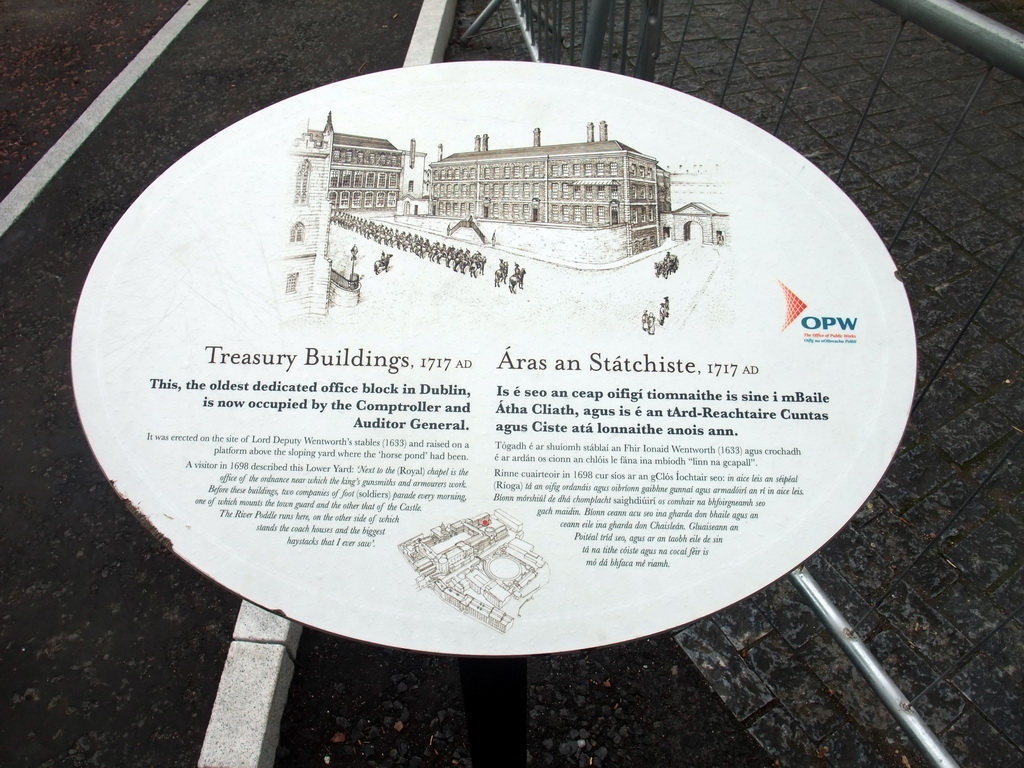 OPW
The Office of Public Works
Oifig na nOibreacha Poiblí
Treasury Buildings, 1717 AD
This, the oldest dedicated office block in Dublin,
is now occupied by the Comptroller and
Auditor General.
It was erected on the site of Lord Deputy Wentworth's stables (1633) and raised on a
platform above the sloping yard where the 'horse pond' had been.
A visitor in 1698 described this Lower Yard: 'Next to the (Royal) chapel is the
office of the ordnance near which the king's gunsmiths and armourers work.
Before these buildings, two companies of foot (soldiers) parade every morning,
one of which mounts the town guard and the other that of the Castle.
The River Poddle runs here, on the other side of which
stands the coach houses and the biggest
haystacks that I ever saw'.
Áras an Státchiste, 1717 AD
Is é seo an ceap oifigí tiomnaithe is sine i mBaile
Átha Cliath, agus is é an tArd-Reachtaire Cuntas
agus Ciste atá lonnaithe anois ann.
Tógadh é ar shuíomh stáblaí an Fhir Ionaid Wentworth (1633) agus crochadh
é ar ardán os cionn an chlóis le fána ina mbíodh "linn na gcapall".
Rinne cuairteoir in 1698 cur síos ar an gClós Íochtair seo: in aice leis an séipéal
(Ríoga) tá an oifig ordanáis agus oibríonn gaibhne gunnaí agus armadóirí an rí in aice leis.
Bíonn mórshiúl de dhá chomplacht saighdiúirí os comhair na bhfoirgneamh seo
gach maidin. Bíonn ceann acu seo ina gharda don bhaile agus an
ceann eile ina gharda don Chaisleán. Gluaiseann an
Poitéal tríd seo, agus ar an taobh eile de sin
tá na tithe cóiste agus na cocaí féir is
mó dá bhfaca mé riamh.